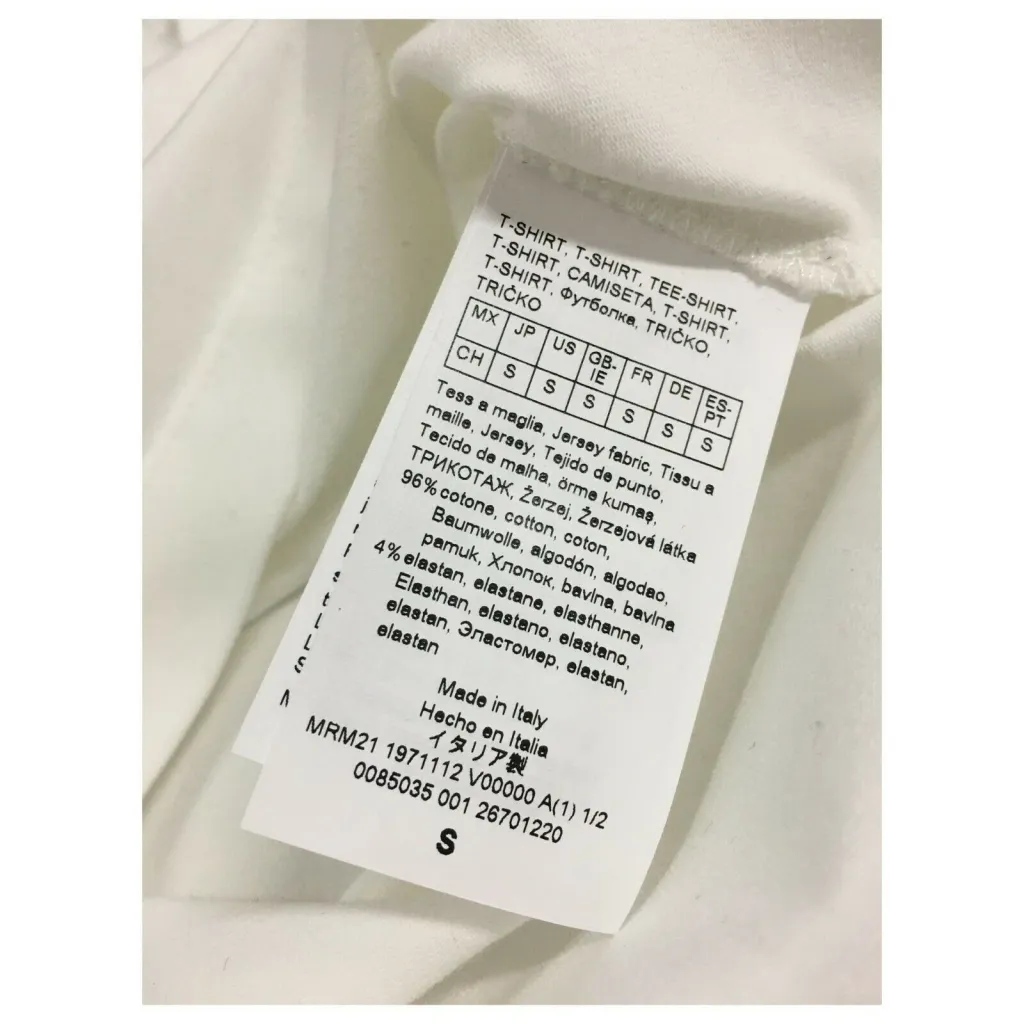 T-SHIRT, T-SHIRT, TEE-SHIRT,
T-SHIRT, CAMISETA, T-SHIRT,
T-SHIRT, Футболка, TRIČKO,
TRIČKO
MX JP US GB-IE FR DE ES-PT
CH S S S S S S
Tess a maglia, Jersey fabric, Tissu a
maille, Jersey, Tejido de punto,
Tecido de malha, örme kumaş,
ТРИКОТАЖ, Žerzej, Žerzejová látka
96% cotone, cotton, coton,
Baumwolle, algodón, algodao,
pamuk, Хлопок, bavlna, bavlna
4% elastan, elastane, elasthanne,
Elasthan, elastano, elastano,
elastan, Эластомер, elastan,
elastan
Made in Italy
Hecho en Italia
イタリア製
MRM21 1971112 V00000 A(1) 1/2
0085035 001 26701220
S